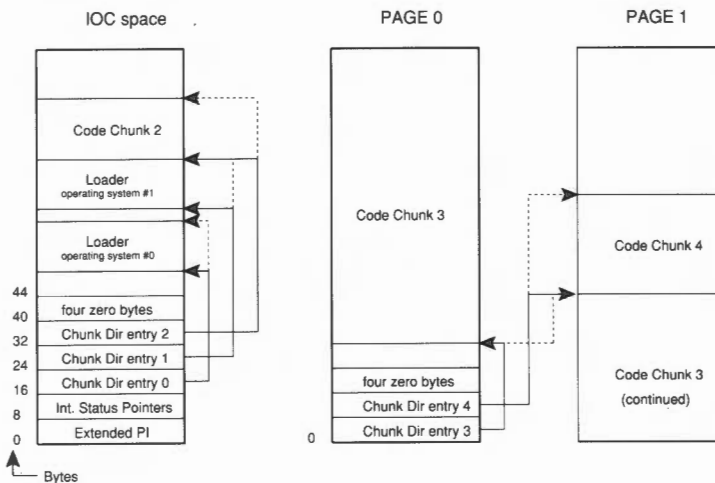 IOC space
PAGE 0
PAGE 1
Code Chunk 2
Loader
operating system #1
Loader
operating system #0
44
four zero bytes
40
Chunk Dir entry 2
32
Chunk Dir entry 1
24
Chunk Dir entry 0
16
Int. Status Pointers
8
Extended PI
0
Bytes
Code Chunk 3
four zero bytes
Chunk Dir entry 4
Chunk Dir entry 3
0
Code Chunk 4
Code Chunk 3
(continued)